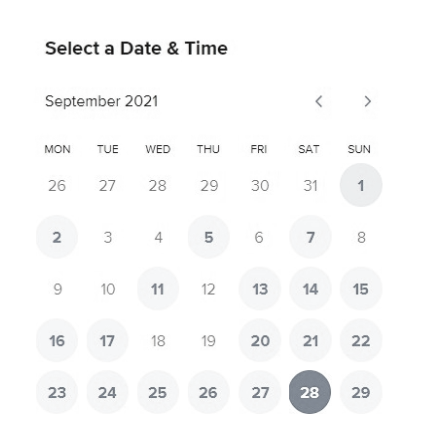 Select a Date & Time
September 2021
MON TUE WED THU FRI SAT SUN
26 27 28 29 30 31 1
2 3 4 5 6 7 8
9 10 11 12 13 14 15
16 17 18 19 20 21 22
23 24 25 26 27 28 29